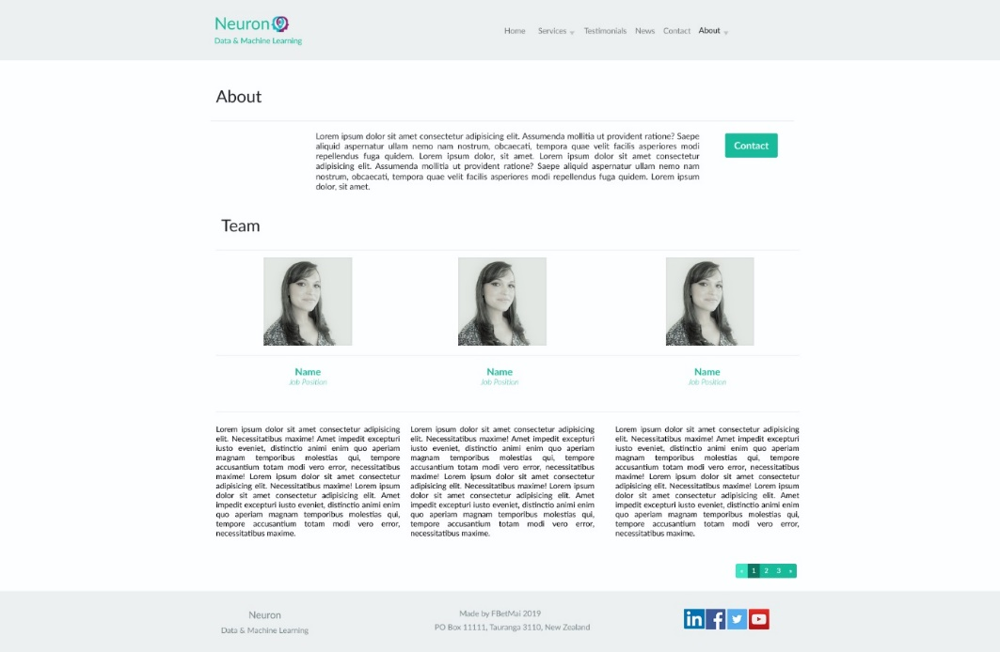 Neuron
Data & Machine Learning
Home Services Testimonials News Contact About
About
Lorem ipsum dolor sit amet consectetur adipisicing elit. Assumenda mollitia ut provident ratione? Saepe
aliquid aspernatur ullam nemo nam nostrum, obcaecati, tempora quae velit facilis asperiores modi
repellendus fuga quidem. Lorem ipsum dolor, sit amet. Lorem ipsum dolor sit amet consectetur
adipisicing elit. Assumenda mollitia ut provident ratione? Saepe aliquid aspernatur ullam nemo nam
nostrum, obcaecati, tempora quae velit facilis asperiores modi repellendus fuga quidem. Lorem ipsum
dolor, sit amet.
Contact
Team
Name
Job Position
Name
Job Position
Name
Job Position
Lorem ipsum dolor sit amet consectetur adipisicing
elit. Necessitatibus maxime! Amet impedit excepturi
iusto eveniet, distinctio animi enim quo aperiam
magnam temporibus molestias qui, tempore
accusantium totam modi vero error, necessitatibus
maxime! Lorem ipsum dolor sit amet consectetur
adipisicing elit. Necessitatibus maxime! Lorem ipsum
dolor sit amet consectetur adipisicing elit. Amet
impedit excepturi iusto eveniet, distinctio animi enim
quo aperiam magnam temporibus molestias qui,
tempore accusantium totam modi vero error,
necessitatibus maxime.
Lorem ipsum dolor sit amet consectetur adipisicing
elit. Necessitatibus maxime! Amet impedit excepturi
iusto eveniet, distinctio animi enim quo aperiam
magnam temporibus molestias qui, tempore
accusantium totam modi vero error, necessitatibus
maxime! Lorem ipsum dolor sit amet consectetur
adipisicing elit. Necessitatibus maxime! Lorem ipsum
dolor sit amet consectetur adipisicing elit. Amet
impedit excepturi iusto eveniet, distinctio animi enim
quo aperiam magnam temporibus molestias qui,
tempore accusantium totam modi vero error,
necessitatibus maxime.
Lorem ipsum dolor sit amet consectetur adipisicing
elit. Necessitatibus maxime! Amet impedit excepturi
iusto eveniet, distinctio animi enim quo aperiam
magnam temporibus molestias qui, tempore
accusantium totam modi vero error, necessitatibus
maxime! Lorem ipsum dolor sit amet consectetur
adipisicing elit. Necessitatibus maxime! Lorem ipsum
dolor sit amet consectetur adipisicing elit. Amet
impedit excepturi iusto eveniet, distinctio animi enim
quo aperiam magnam temporibus molestias qui,
tempore accusantium totam modi vero error,
necessitatibus maxime.
« 1 2 3 »
Neuron
Data & Machine Learning
Made by FBetMai 2019
PO Box 11111, Tauranga 3110, New Zealand
in f